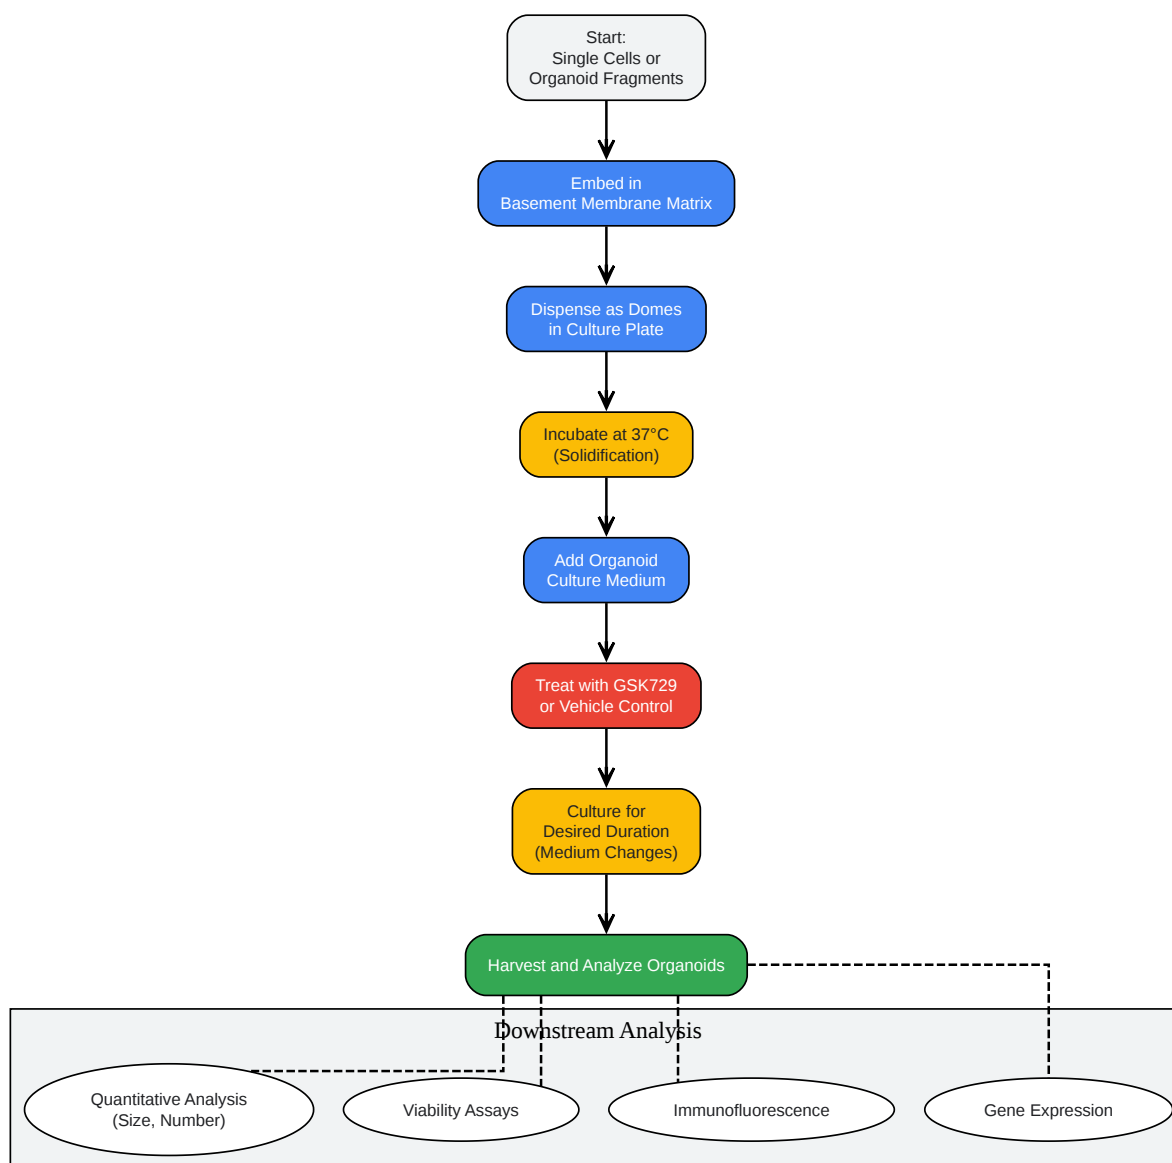 Start:
Single Cells or
Organoid Fragments
Embed in
Basement Membrane Matrix
Dispense as Domes
in Culture Plate
Incubate at 37°C
(Solidification)
Add Organoid
Culture Medium
Treat with GSK729
or Vehicle Control
Culture for
Desired Duration
(Medium Changes)
Harvest and Analyze Organoids
Downstream Analysis
Quantitative Analysis
(Size, Number)
Viability Assays
Immunofluorescence
Gene Expression